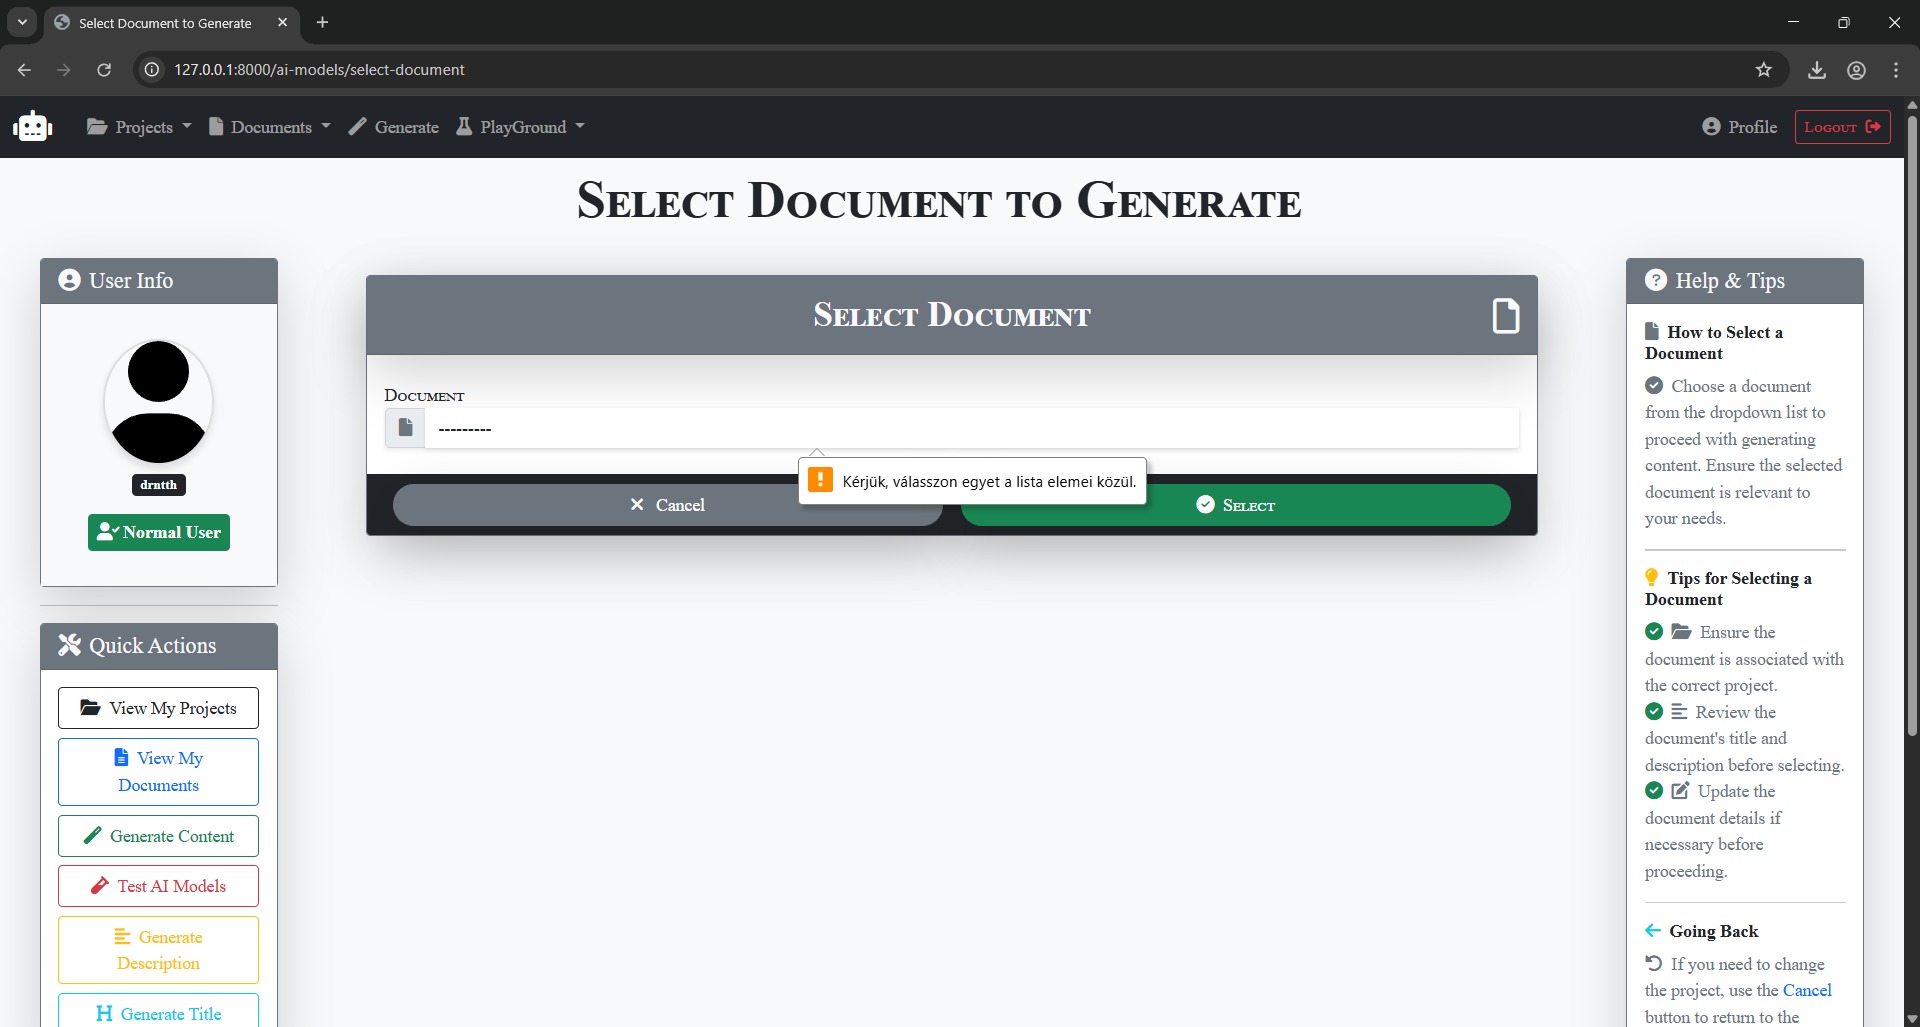 Select Document to Generate
127.0.0.1:8000/ai-models/select-document
Projects
Documents
Generate
PlayGround
Profile
Logout
Select Document to Generate
User Info
drntth
Normal User
Quick Actions
View My Projects
View My
Documents
Generate Content
Test AI Models
Generate
Description
Generate Title
Select Document
Document
---------
Kérjük, válasszon egyet a lista elemei közül.
Cancel
Select
Help & Tips
How to Select a
Document
Choose a document
from the dropdown list to
proceed with generating
content. Ensure the selected
document is relevant to
your needs.
Tips for Selecting a
Document
Ensure the
document is associated with
the correct project.
Review the
document's title and
description before selecting.
Update the
document details if
necessary before
proceeding.
Going Back
If you need to change
the project, use the Cancel
button to return to the